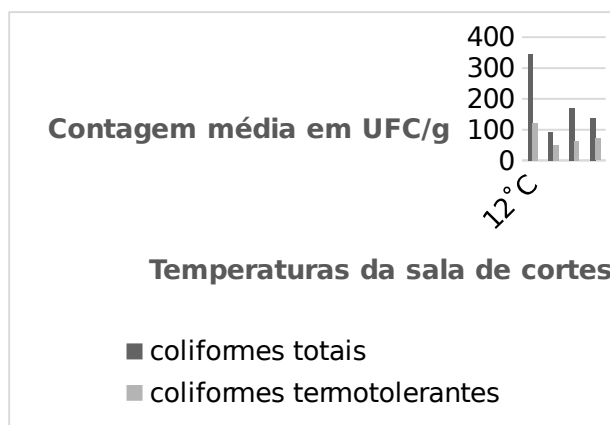 400
300
Contagem média em UFC/g
200
100
0
12°C
Temperaturas da sala de cortes
coliformes totais
coliformes termotolerantes